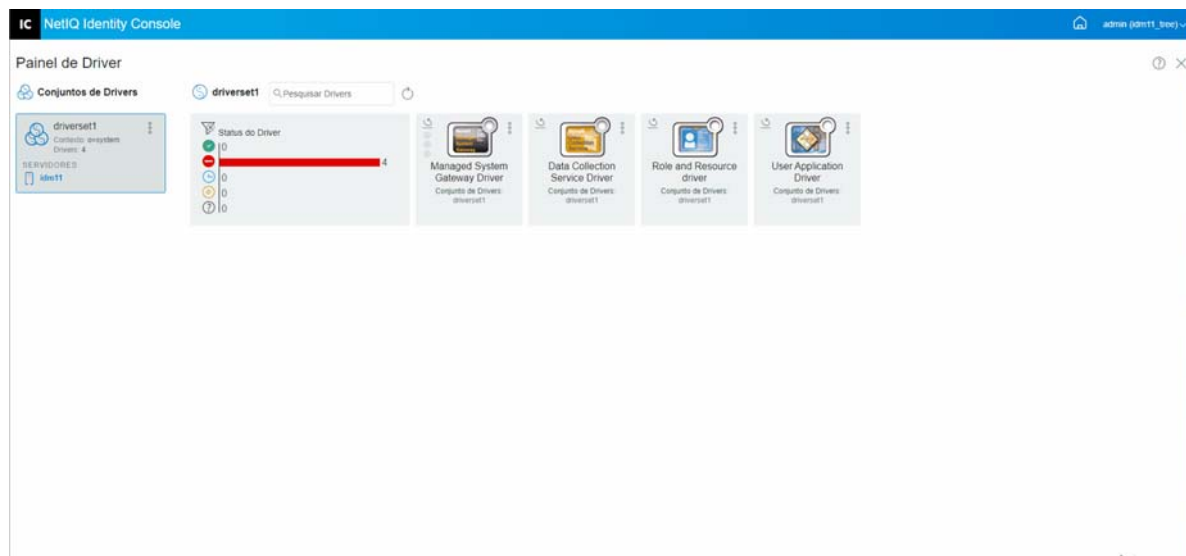 IC NetIQ Identity Console
admin (idm11_tree)
Painel de Driver
Conjuntos de Drivers
driverset1
Pesquisar Drivers
driverset1
Contexto: o=system
Drivers: 4
SERVIDORES
idm11
Status do Driver
0
4
0
0
0
Managed System
Gateway Driver
Conjunto de Drivers:
driverset1
Data Collection
Service Driver
Conjunto de Drivers:
driverset1
Role and Resource
driver
Conjunto de Drivers:
driverset1
User Application
Driver
Conjunto de Drivers:
driverset1